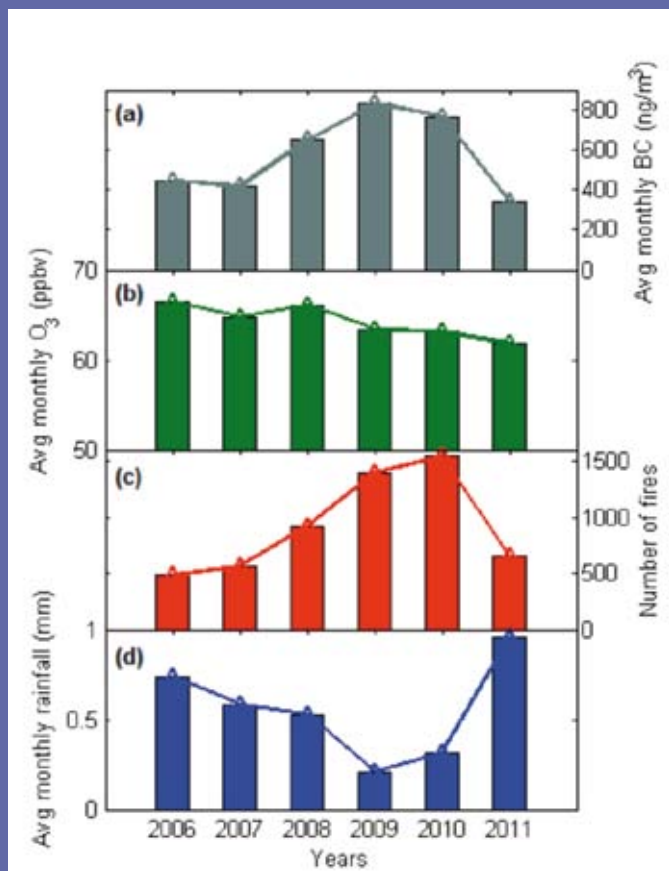 (a)
800
600
400
200
0
Avg monthly BC (ng/m³)
(b)
70
60
50
Avg monthly O₃ (ppbv)
(c)
1500
1000
500
0
Number of fires
(d)
1
0.5
0
Avg monthly rainfall (mm)
2006 2007 2008 2009 2010 2011
Years